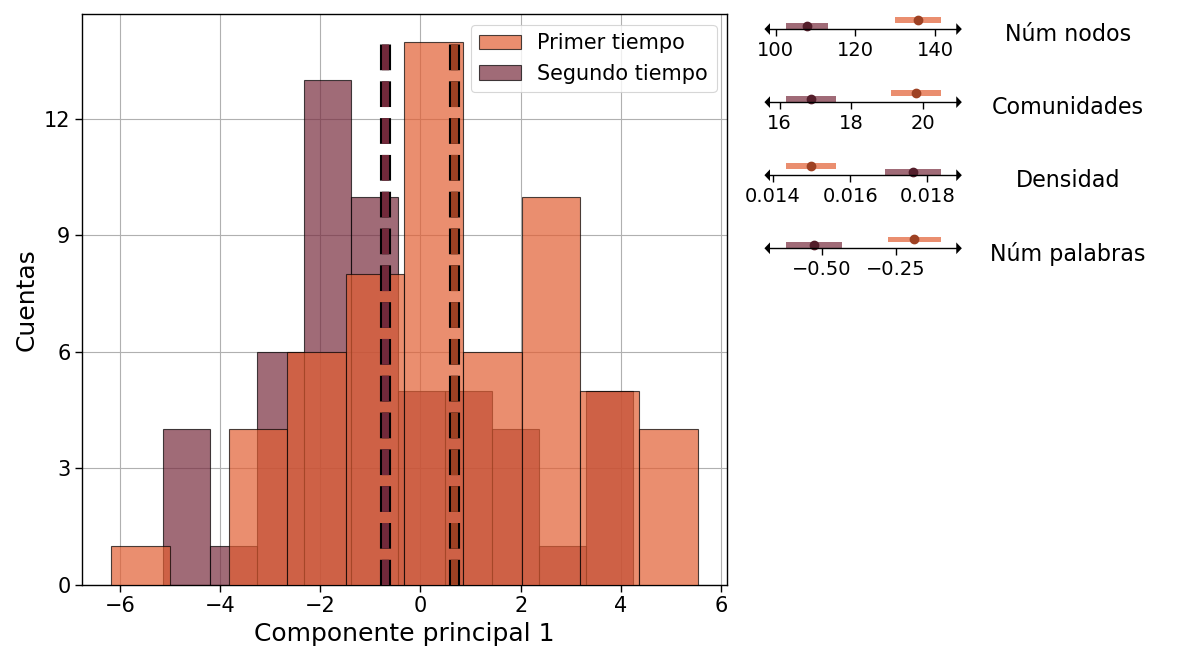 Primer tiempo
Segundo tiempo
12
9
6
3
0
Cuentas
−6 −4 −2 0 2 4 6
Componente principal 1
100 120 140
Núm nodos
16 18 20
Comunidades
0.014 0.016 0.018
Densidad
−0.50 −0.25
Núm palabras